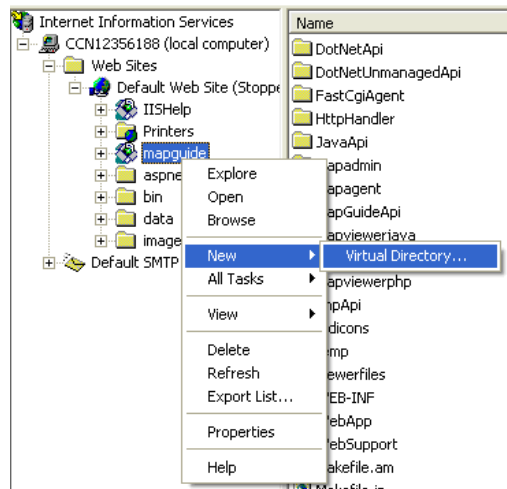 Internet Information Services
CCN12356188 (local computer)
Web Sites
Default Web Site (Stoppe
IISHelp
Printers
mapguide
aspne
bin
data
image
Default SMTP
Explore
Open
Browse
New
All Tasks
View
Delete
Refresh
Export List...
Properties
Help
Virtual Directory...
Name
DotNetApi
DotNetUnmanagedApi
FastCgiAgent
HttpHandler
JavaApi
apadmin
apagent
apGuideApi
apviewerjava
apviewerphp
hpApi
dicons
emp
ewerfiles
EB-INF
ebApp
ebSupport
akefile.am